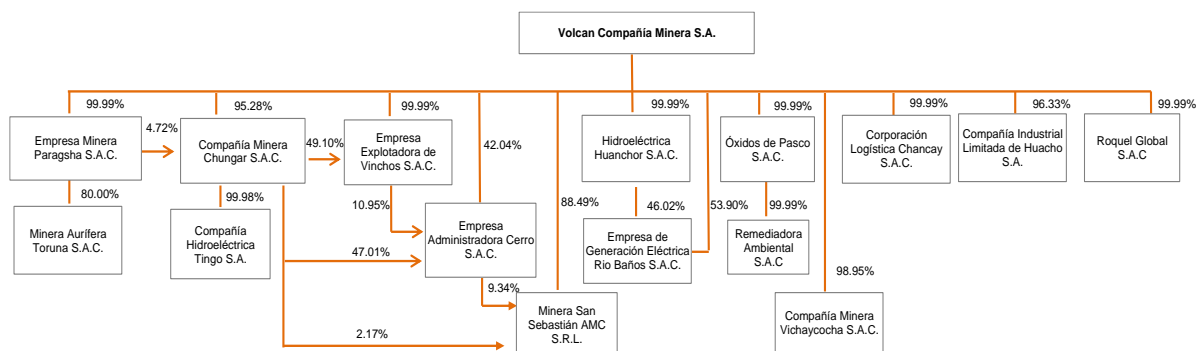 Volcan Compañía Minera S.A.
99.99%
95.28%
99.99%
42.04%
99.99%
99.99%
99.99%
96.33%
99.99%
Empresa Minera
Paragsha S.A.C.
4.72%
Compañía Minera
Chungar S.A.C.
49.10%
Empresa
Explotadora de
Vinchos S.A.C.
Hidroeléctrica
Huanchor S.A.C.
Óxidos de Pasco
S.A.C.
Corporación
Logística Chancay
S.A.C.
Compañía Industrial
Limitada de Huacho
S.A.
Roquel Global
S.A.C
80.00%
99.98%
10.95%
88.49%
46.02%
53.90%
99.99%
Minera Aurífera
Toruna S.A.C.
Compañía
Hidroeléctrica
Tingo S.A.
47.01%
Empresa
Administradora Cerro
S.A.C.
Empresa de
Generación Eléctrica
Rio Baños S.A.C.
Remediadora
Ambiental
S.A.C
9.34%
98.95%
2.17%
Minera San
Sebastián AMC
S.R.L.
Compañía Minera
Vichaycocha S.A.C.